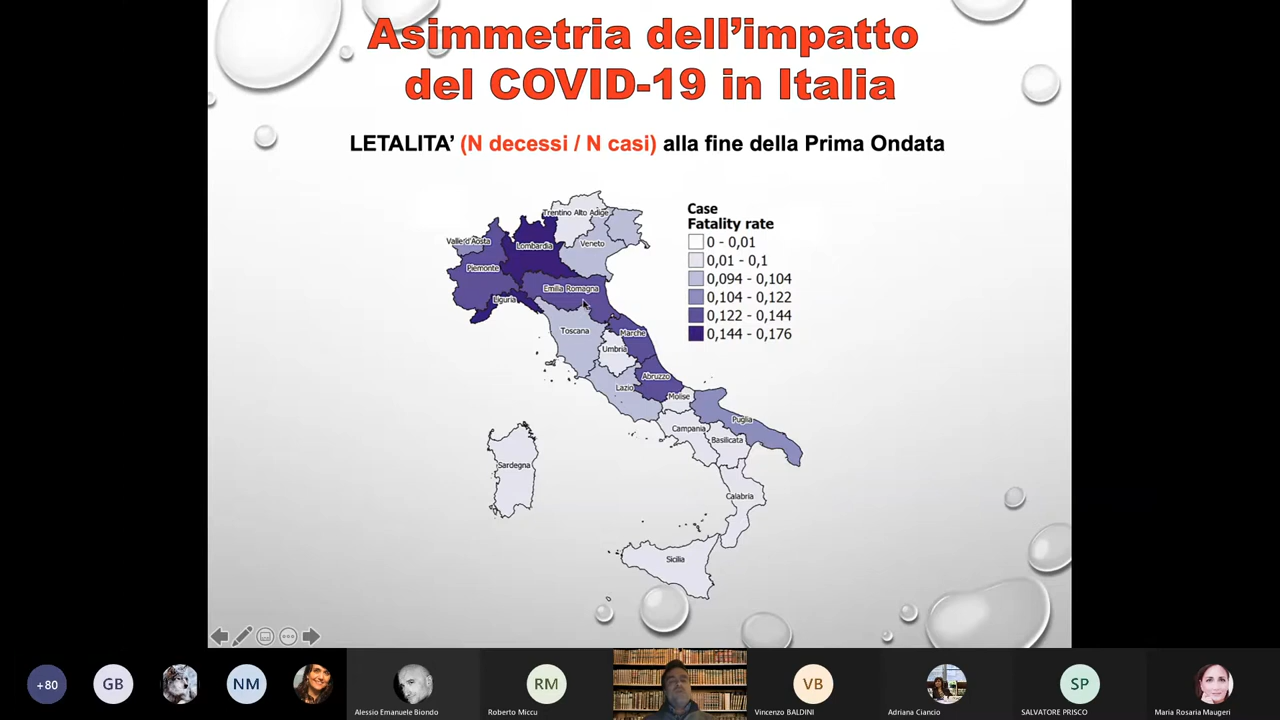 Asimmetria dell’impatto
del COVID-19 in Italia
LETALITA’ (N decessi / N casi) alla fine della Prima Ondata
Case
Fatality rate
0 - 0,01
0,01 - 0,1
0,094 - 0,104
0,104 - 0,122
0,122 - 0,144
0,144 - 0,176
Trentino Alto Adige
Valle d'Aosta
Lombardia
Veneto
Piemonte
Emilia Romagna
Liguria
Toscana
Marche
Umbria
Abruzzo
Lazio
Molise
Puglia
Campania
Basilicata
Sardegna
Calabria
Sicilia
+80
GB
NM
Alessio Emanuele Biondo
RM
Roberto Miccu
VB
Vincenzo BALDINI
Adriana Ciancio
SP
SALVATORE PRISCO
Maria Rosaria Maugeri